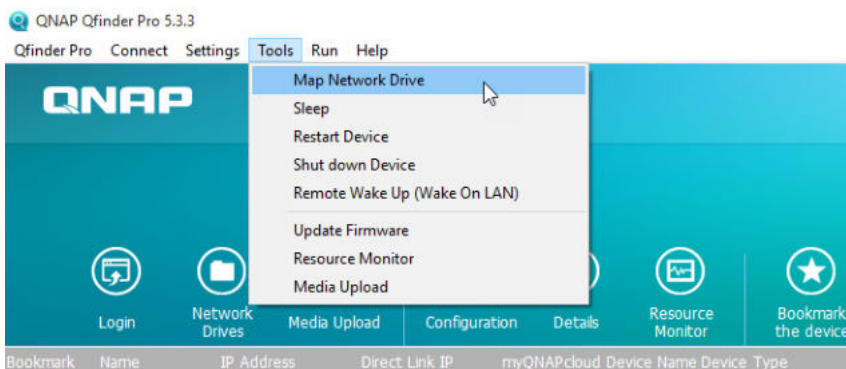 QNAP Qfinder Pro 5.3.3
Qfinder Pro Connect Settings Tools Run Help
QNAP
Map Network Drive
Sleep
Restart Device
Shut down Device
Remote Wake Up (Wake On LAN)
Update Firmware
Resource Monitor
Media Upload
Login
Network
Drives
Media Upload
Configuration
Details
Resource
Monitor
Bookmark
the device
Bookmark Name IP Address Direct Link IP myQNAPcloud Device Name Device Type